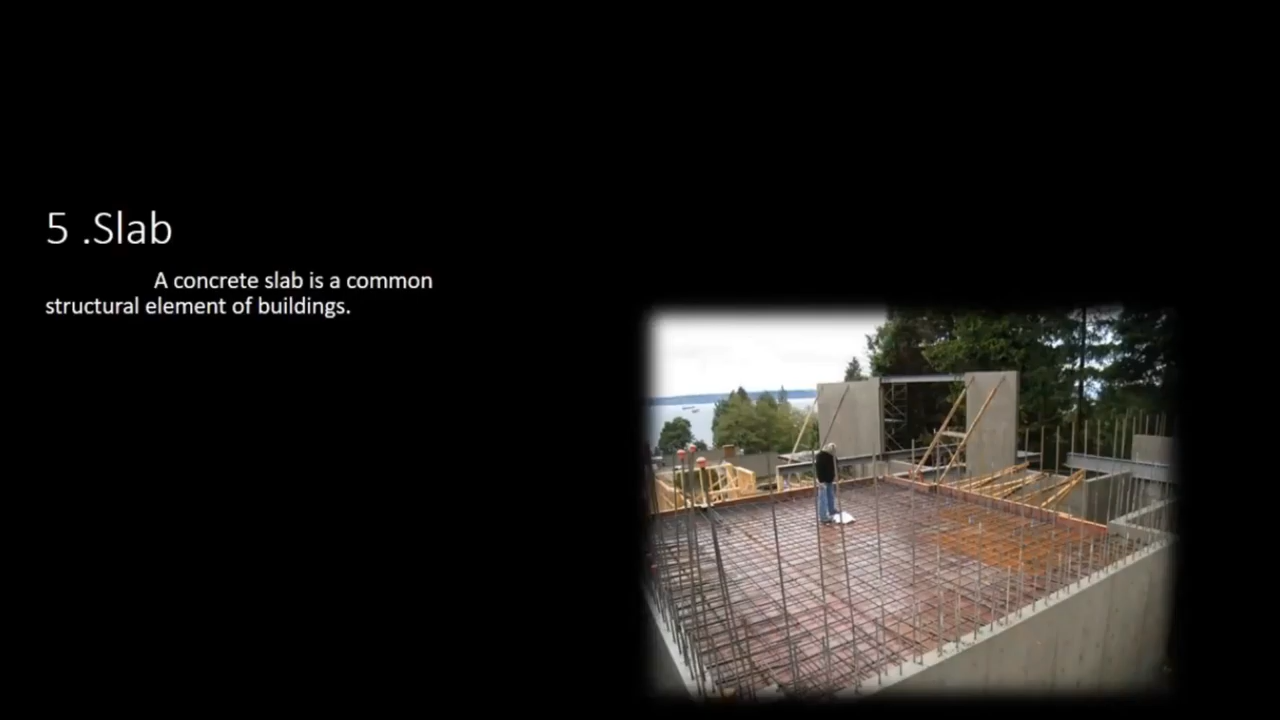 5 .Slab
A concrete slab is a common
structural element of buildings.